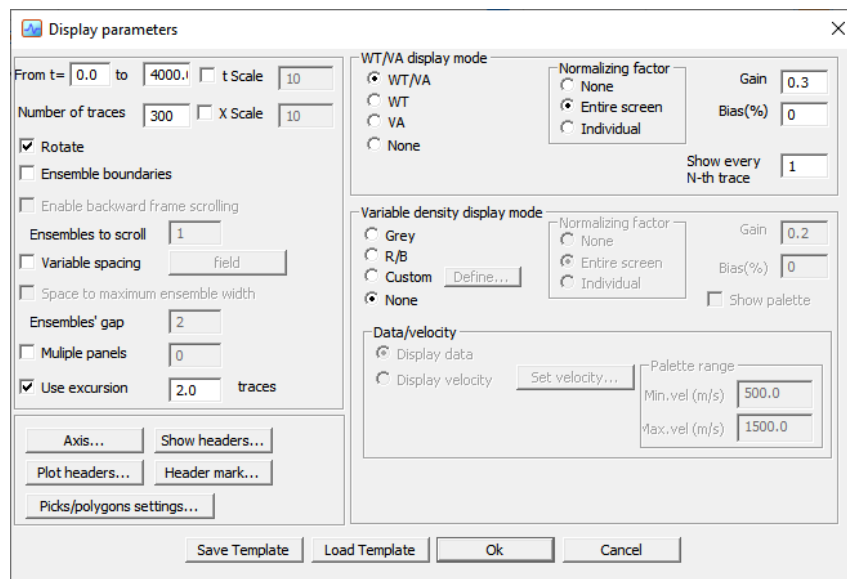 Display parameters
From t= 0.0 to 4000.( t Scale 10
Number of traces 300 X Scale 10
Rotate
Ensemble boundaries
Enable backward frame scrolling
Ensembles to scroll 1
Variable spacing field
Space to maximum ensemble width
Ensembles' gap 2
Muliple panels 0
Use excursion 2.0 traces
Axis... Show headers...
Plot headers... Header mark...
Picks/polygons settings...
WT/VA display mode
WT/VA
WT
VA
None
Normalizing factor
None
Entire screen
Individual
Gain 0.3
Bias(%) 0
Show every
N-th trace 1
Variable density display mode
Grey
R/B
Custom Define...
None
Normalizing factor
None
Entire screen
Individual
Gain 0.2
Bias(%) 0
Show palette
Data/velocity
Display data
Display velocity Set velocity...
Palette range
Min.vel (m/s) 500.0
Max.vel (m/s) 1500.0
Save Template Load Template Ok Cancel